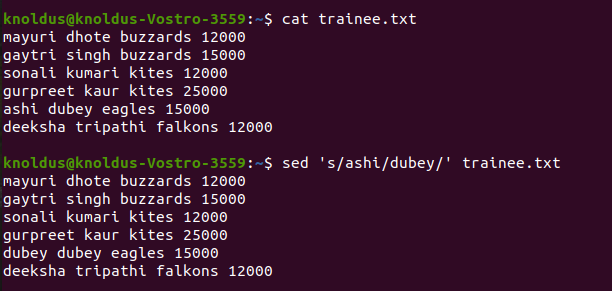 knoldus@knoldus-Vostro-3559:~$ cat trainee.txt
mayuri dhote buzzards 12000
gaytri singh buzzards 15000
sonali kumari kites 12000
gurpreet kaur kites 25000
ashi dubey eagles 15000
deeksha tripathi falkons 12000
knoldus@knoldus-Vostro-3559:~$ sed 's/ashi/dubey/' trainee.txt
mayuri dhote buzzards 12000
gaytri singh buzzards 15000
sonali kumari kites 12000
gurpreet kaur kites 25000
dubey dubey eagles 15000
deeksha tripathi falkons 12000